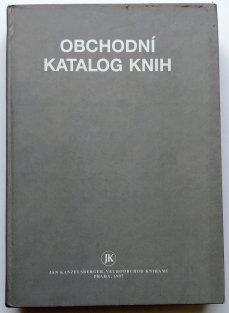 OBCHODNÍ
KATALOG KNIH
JK
JAN KANZELSBERGER, VELKOOBCHOD KNIHAMI
PRAHA, 1997